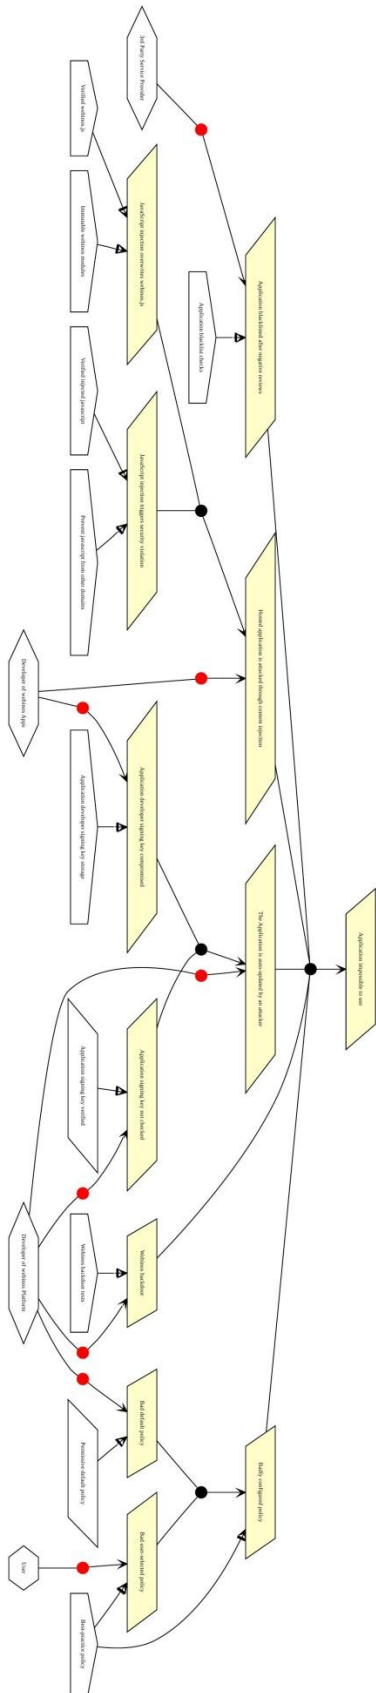 Application impossible to use
Application blacklisted after negative reviews
Hosted application is attacked through content injection
The Application is auto-updated by an attacker
Badly configured policy
Application blacklist checks
3rd Party Service Provider
JavaScript injection overwrites webinos.js
JavaScript injection triggers security violation
Application developer signing key compromised
Application signing key not checked
Webinos backdoor
Bad default policy
Bad user-selected policy
Verified webinos.js
Immutable webinos modules
Verified injected javascript
Prevent javascript from other domains
Application developer signing key storage
Application signing key verified
Webinos backdoor tests
Permissive default policy
Best-practice policy
Developer of webinos Apps
Developer of webinos Platform
User